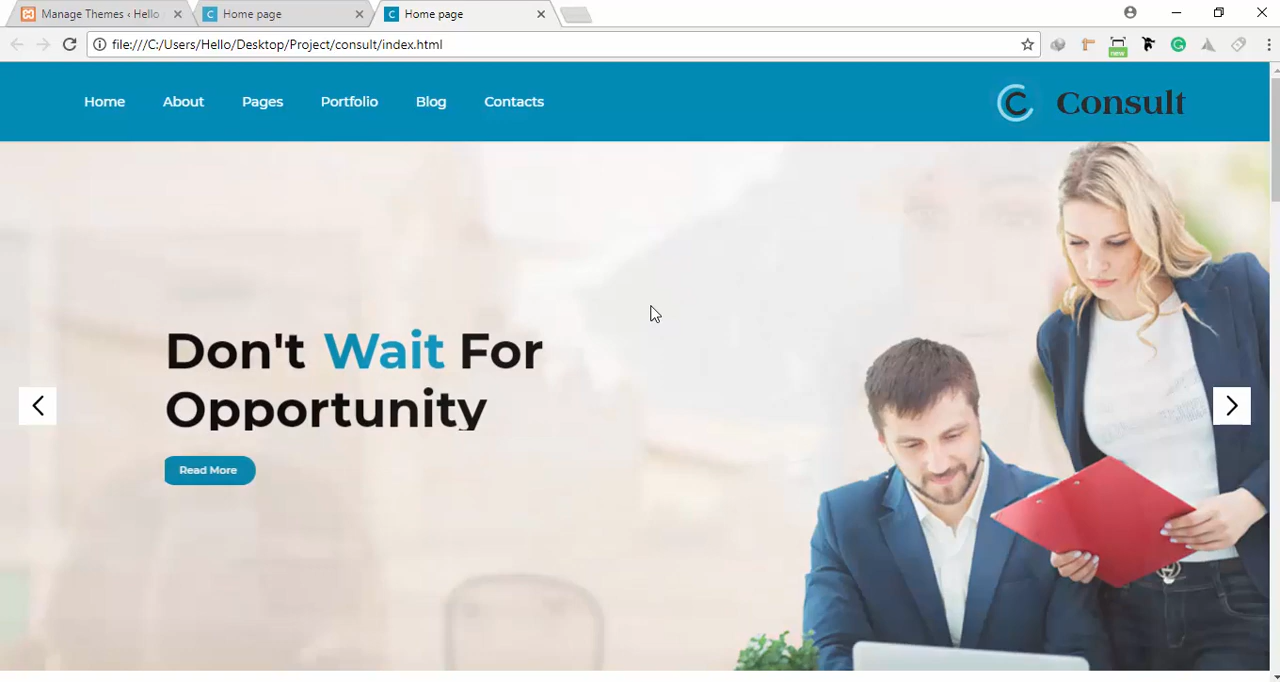 Manage Themes ‹ Hello
Home page
Home page
file:///C:/Users/Hello/Desktop/Project/consult/index.html
new
Home About Pages Portfolio Blog Contacts
C Consult
Don't Wait For
Opportunity
Read More